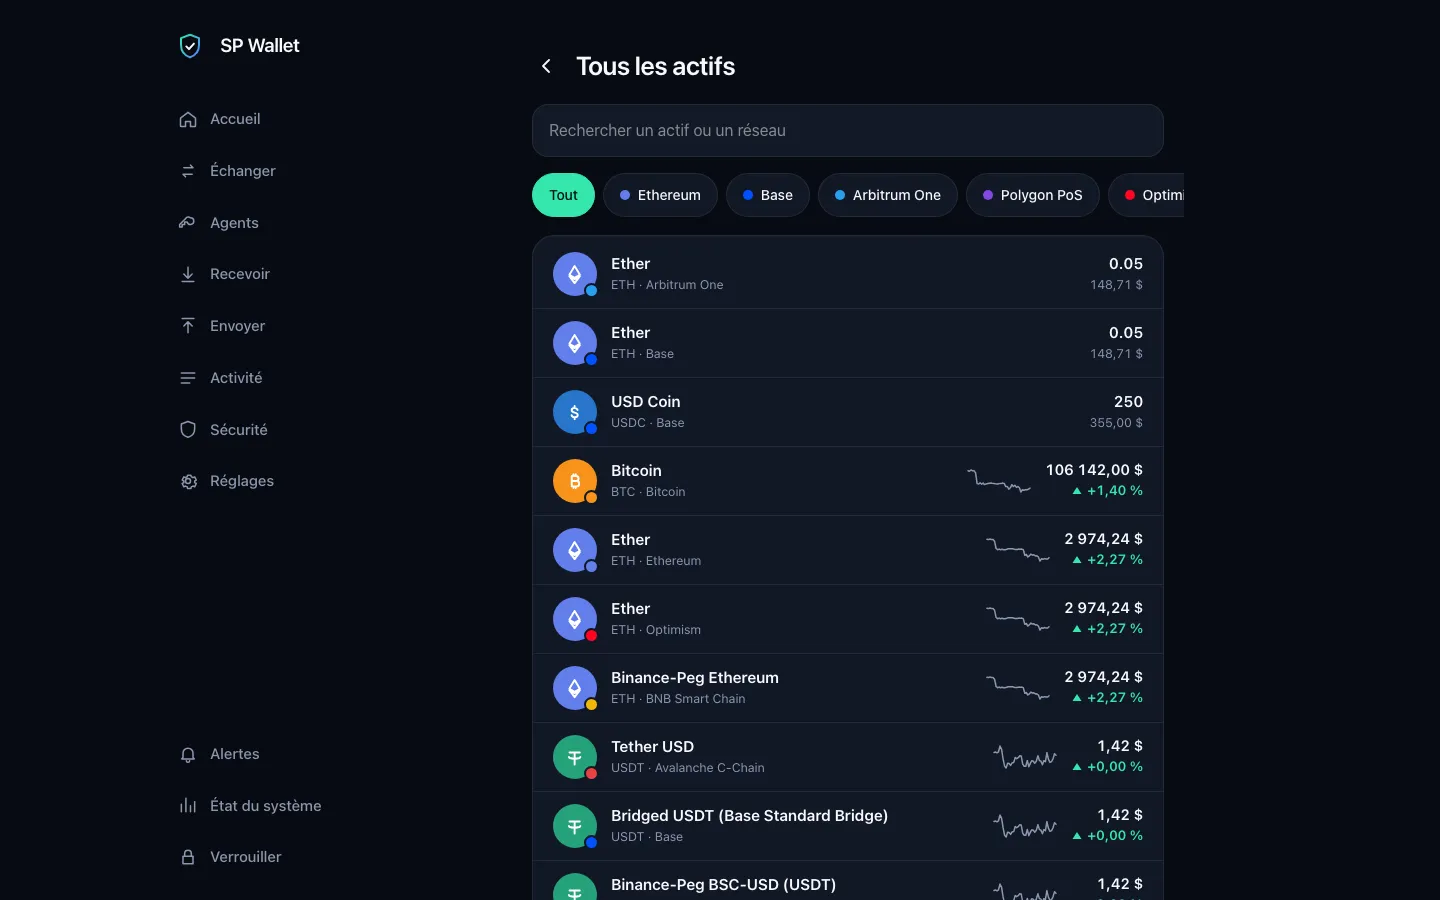 SP Wallet
Accueil
Échanger
Agents
Recevoir
Envoyer
Activité
Sécurité
Réglages
Alertes
État du système
Verrouiller
Tous les actifs
Rechercher un actif ou un réseau
Tout
Ethereum
Base
Arbitrum One
Polygon PoS
Optimi
Ether
0.05
ETH · Arbitrum One
148,71 $
Ether
0.05
ETH · Base
148,71 $
USD Coin
250
USDC · Base
355,00 $
Bitcoin
106 142,00 $
BTC · Bitcoin
+1,40 %
Ether
2 974,24 $
ETH · Ethereum
+2,27 %
Ether
2 974,24 $
ETH · Optimism
+2,27 %
Binance-Peg Ethereum
2 974,24 $
ETH · BNB Smart Chain
+2,27 %
Tether USD
1,42 $
USDT · Avalanche C-Chain
+0,00 %
Bridged USDT (Base Standard Bridge)
1,42 $
USDT · Base
+0,00 %
Binance-Peg BSC-USD (USDT)
1,42 $